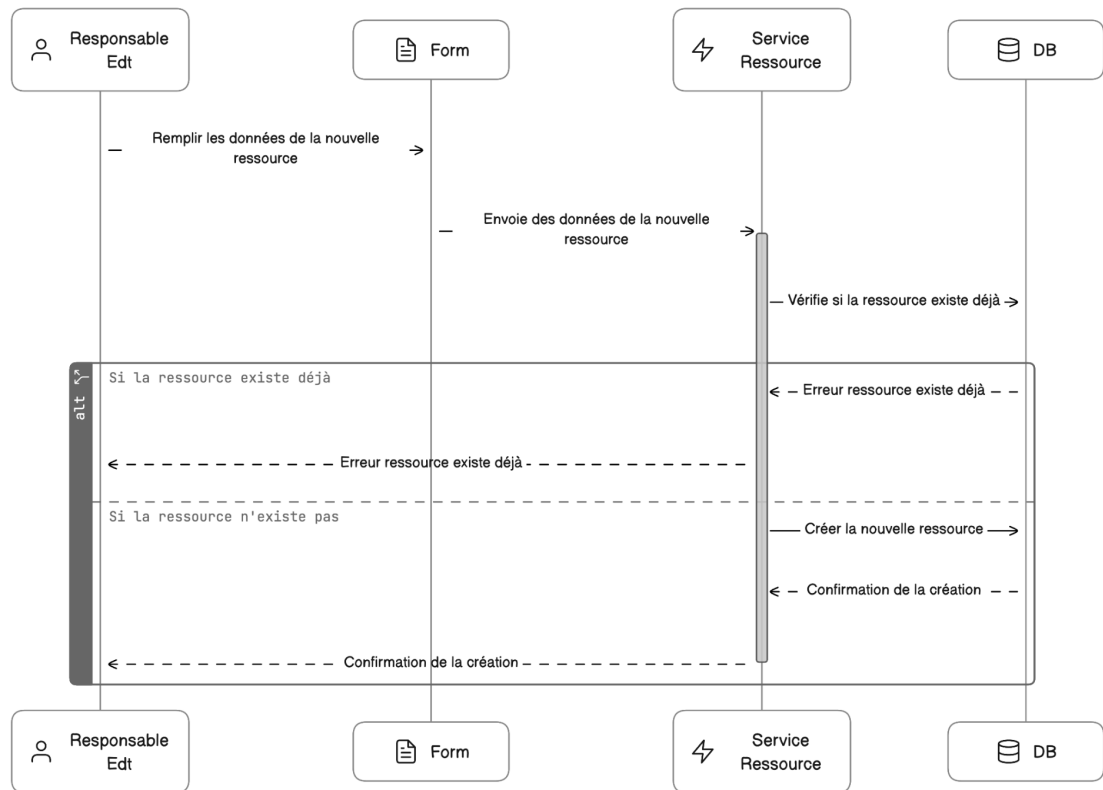 Responsable
Edt
Form
Service
Ressource
DB
Remplir les données de la nouvelle
ressource
Envoie des données de la nouvelle
ressource
Vérifie si la ressource existe déjà
alt
Si la ressource existe déjà
Erreur ressource existe déjà
Erreur ressource existe déjà
Si la ressource n'existe pas
Créer la nouvelle ressource
Confirmation de la création
Confirmation de la création
Responsable
Edt
Form
Service
Ressource
DB